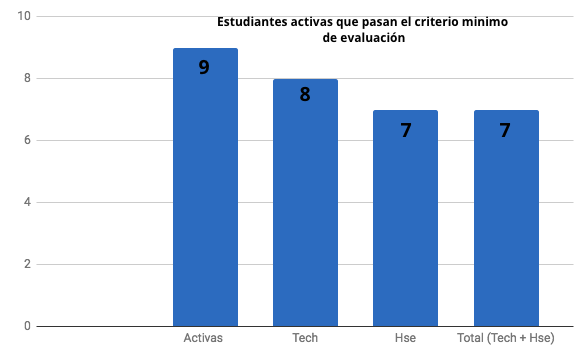 Estudiantes activas que pasan el criterio minimo
de evaluación
10
8
6
4
2
0
9
8
7
7
Activas
Tech
Hse
Total (Tech + Hse)